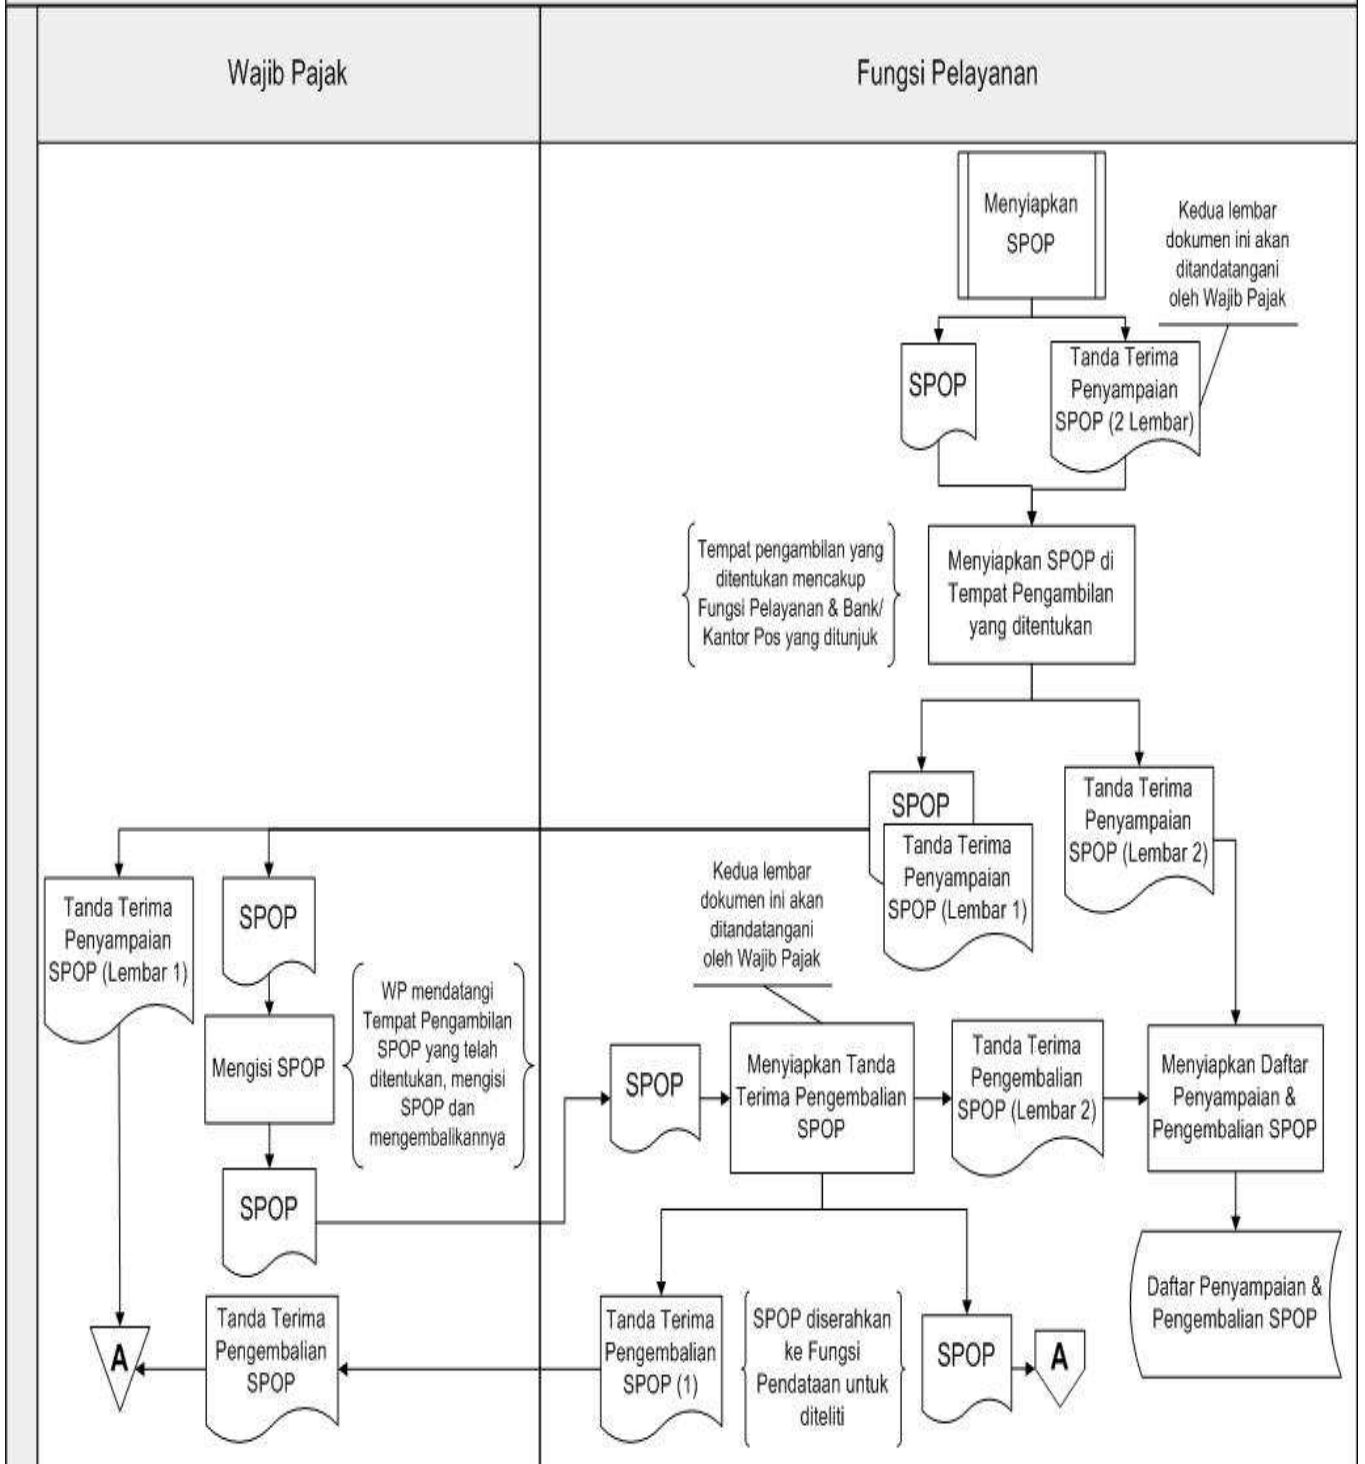 Wajib Pajak
Fungsi Pelayanan
Menyiapkan
SPOP
Kedua lembar
dokumen ini akan
ditandatangani
oleh Wajib Pajak
SPOP
Tanda Terima
Penyampaian
SPOP (2 Lembar)
Tempat pengambilan yang
ditentukan mencakup
Fungsi Pelayanan & Bank/
Kantor Pos yang ditunjuk
Menyiapkan SPOP di
Tempat Pengambilan
yang ditentukan
SPOP
Tanda Terima
Penyampaian
SPOP (Lembar 1)
Tanda Terima
Penyampaian
SPOP (Lembar 2)
Tanda Terima
Penyampaian
SPOP (Lembar 1)
SPOP
Kedua lembar
dokumen ini akan
ditandatangani
oleh Wajib Pajak
Mengisi SPOP
WP mendatangi
Tempat Pengambilan
SPOP yang telah
ditentukan, mengisi
SPOP dan
mengembalikannya
SPOP
Menyiapkan Tanda
Terima Pengembalian
SPOP
Tanda Terima
Pengembalian
SPOP (Lembar 2)
Menyiapkan Daftar
Penyampaian &
Pengembalian SPOP
SPOP
Daftar Penyampaian &
Pengembalian SPOP
A
Tanda Terima
Pengembalian
SPOP
Tanda Terima
Pengembalian
SPOP (1)
SPOP diserahkan
ke Fungsi
Pendataan untuk
diteliti
SPOP
A